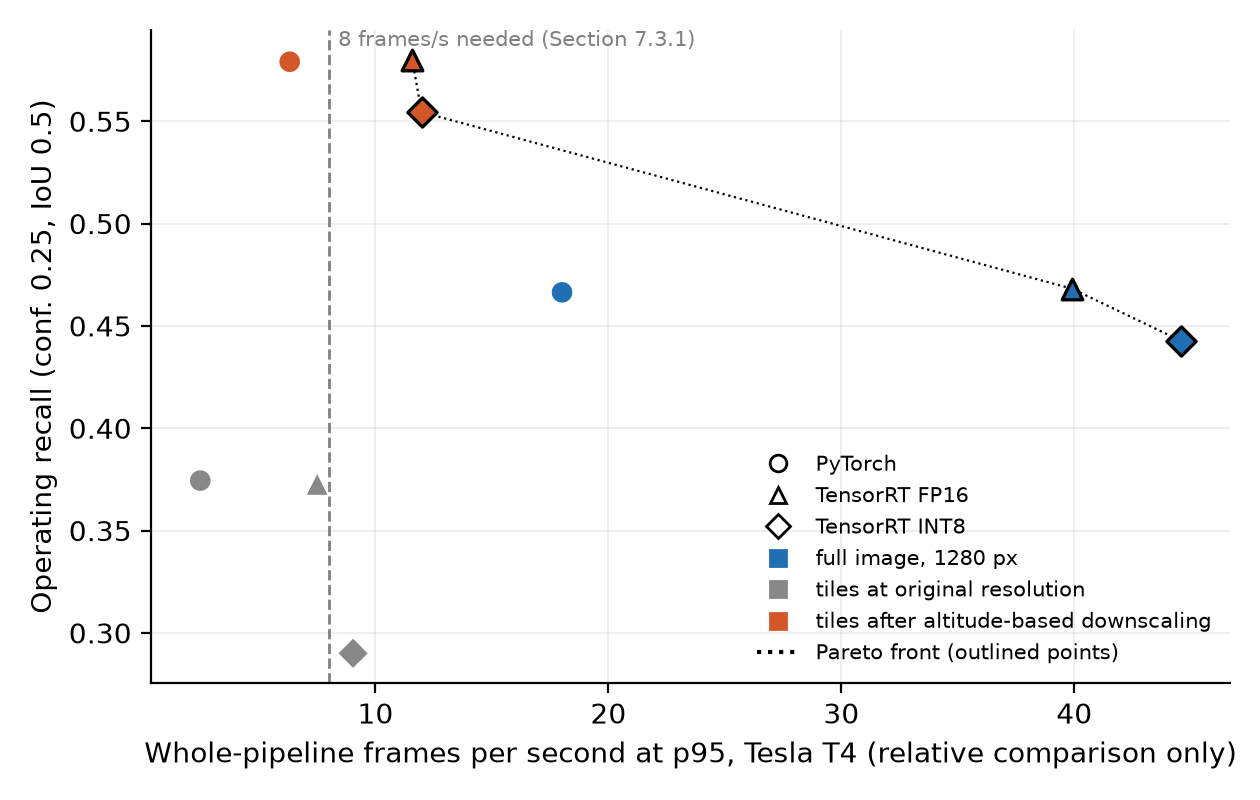 8 frames/s needed (Section 7.3.1)
Operating recall (conf. 0.25, IoU 0.5)
0.55
0.50
0.45
0.40
0.35
0.30
PyTorch
TensorRT FP16
TensorRT INT8
full image, 1280 px
tiles at original resolution
tiles after altitude-based downscaling
Pareto front (outlined points)
10 20 30 40
Whole-pipeline frames per second at p95, Tesla T4 (relative comparison only)